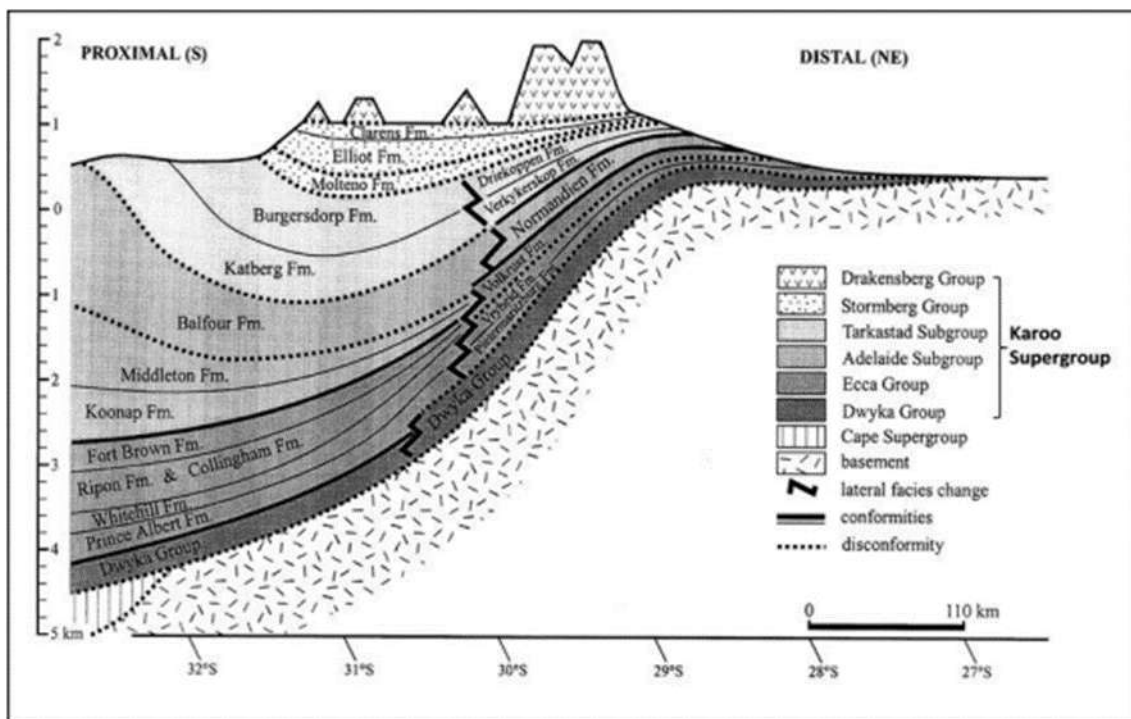 2
PROXIMAL (S)
DISTAL (NE)
1
Clarens Fm.
Elliot Fm.
Molteno Fm.
Driekoppen Fm.
Verkykerskop Fm.
0
Burgersdorp Fm.
Normandien Fm.
Katberg Fm.
Volksrust Fm.
Vryheid Fm.
Pietermaritzburg Fm.
1
Balfour Fm.
Middleton Fm.
2
Koonap Fm.
Dwyka Group
Fort Brown Fm.
3
Ripon Fm. & Collingham Fm.
Whitehill Fm.
Prince Albert Fm.
4
Dwyka Group
5 km
Drakensberg Group
Stormberg Group
Tarkastad Subgroup
Adelaide Subgroup
Ecca Group
Dwyka Group
Karoo
Supergroup
Cape Supergroup
basement
lateral facies change
conformities
disconformity
0 110 km
32°S 31°S 30°S 29°S 28°S 27°S